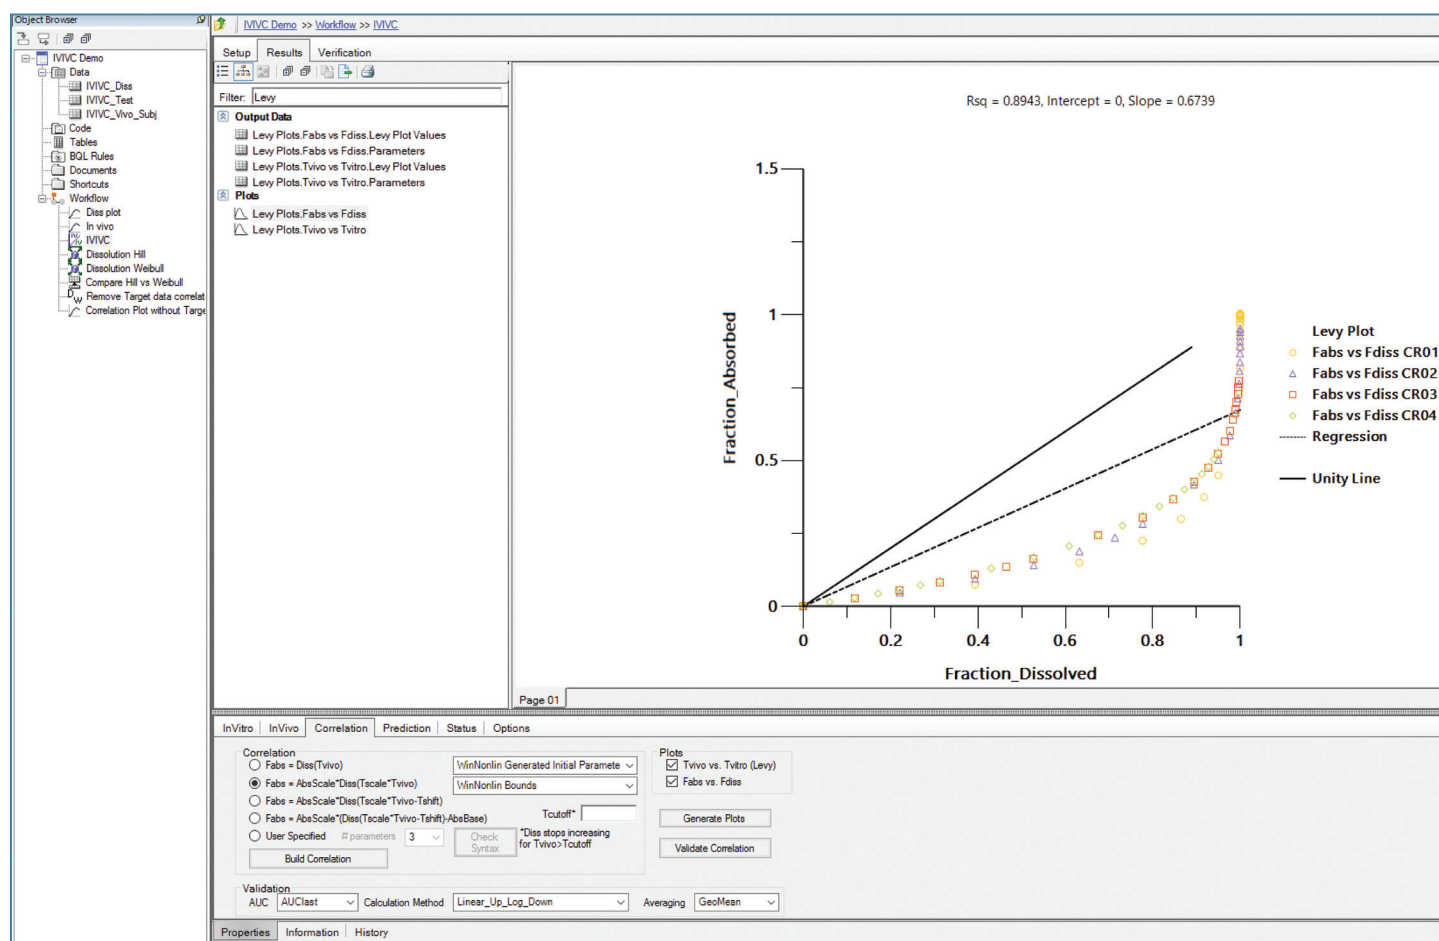 Object Browser
IVIVC Demo
Data
IVIVC_Diss
IVIVC_Test
IVIVC_Vivo_Subj
Code
Tables
BQL Rules
Documents
Shortcuts
Workflow
Diss plot
In vivo
IVIVC
Dissolution Hill
Dissolution Weibull
Compare Hill vs Weibull
Remove Target data correlat
Correlation Plot without Targe
IVIVC Demo >> Workflow >> IVIVC
Setup Results Verification
Filter: Levy
Output Data
Levy Plots.Fabs vs Fdiss.Levy Plot Values
Levy Plots.Fabs vs Fdiss.Parameters
Levy Plots.Tvivo vs Tvitro.Levy Plot Values
Levy Plots.Tvivo vs Tvitro.Parameters
Plots
Levy Plots.Fabs vs Fdiss
Levy Plots.Tvivo vs Tvitro
Rsq = 0.8943, Intercept = 0, Slope = 0.6739
1.5
1
0.5
0
Fraction_Absorbed
0 0.2 0.4 0.6 0.8 1
Fraction_Dissolved
Levy Plot
Fabs vs Fdiss CR01
Fabs vs Fdiss CR02
Fabs vs Fdiss CR03
Fabs vs Fdiss CR04
Regression
Unity Line
Page 01
InVitro InVivo Correlation Prediction Status Options
Correlation
Fabs = Diss(Tvivo)
WinNonlin Generated Initial Paramete
Fabs = AbsScale*Diss(Tscale*Tvivo)
WinNonlin Bounds
Fabs = AbsScale*Diss(Tscale*Tvivo-Tshift)
Fabs = AbsScale*(Diss(Tscale*Tvivo-Tshift)-AbsBase)
Tcutoff*
User Specified # parameters 3
Check Syntax
*Diss stops increasing
for Tvivo>Tcutoff
Build Correlation
Plots
Tvivo vs. Tvitro (Levy)
Fabs vs. Fdiss
Generate Plots
Validate Correlation
Validation
AUC AUClast Calculation Method Linear_Up_Log_Down Averaging GeoMean
Properties Information History